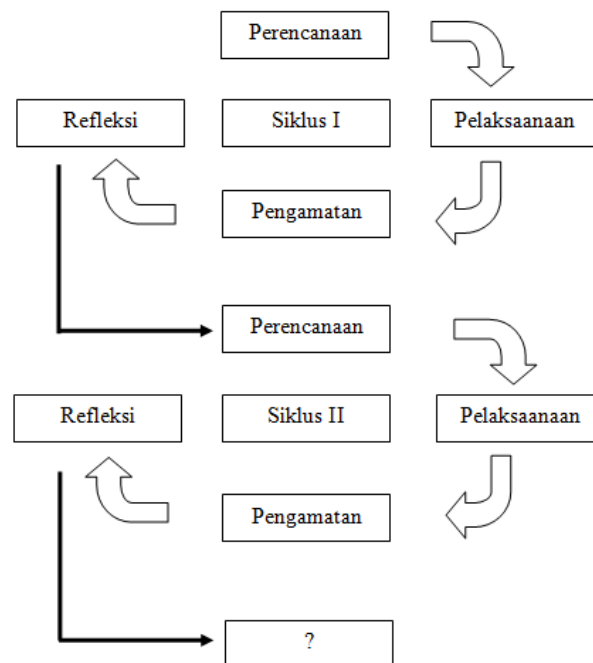 Perencanaan
Refleksi
Siklus I
Pelaksaanaan
Pengamatan
Perencanaan
Refleksi
Siklus II
Pelaksaanaan
Pengamatan
?